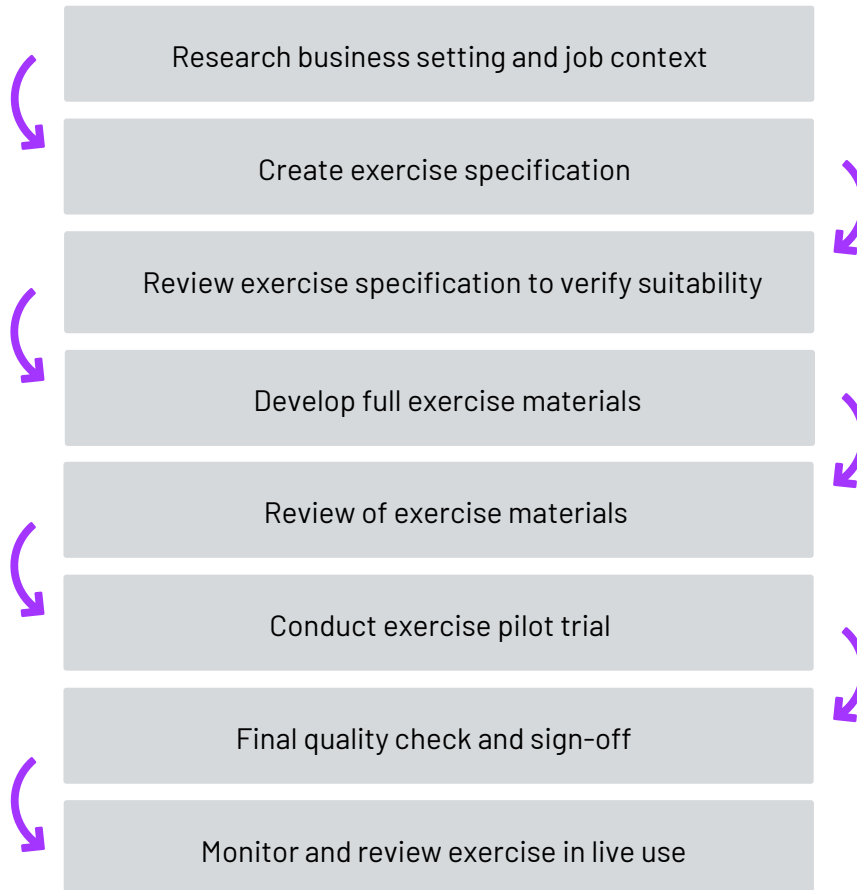 Research business setting and job context
Create exercise specification
Review exercise specification to verify suitability
Develop full exercise materials
Review of exercise materials
Conduct exercise pilot trial
Final quality check and sign-off
Monitor and review exercise in live use